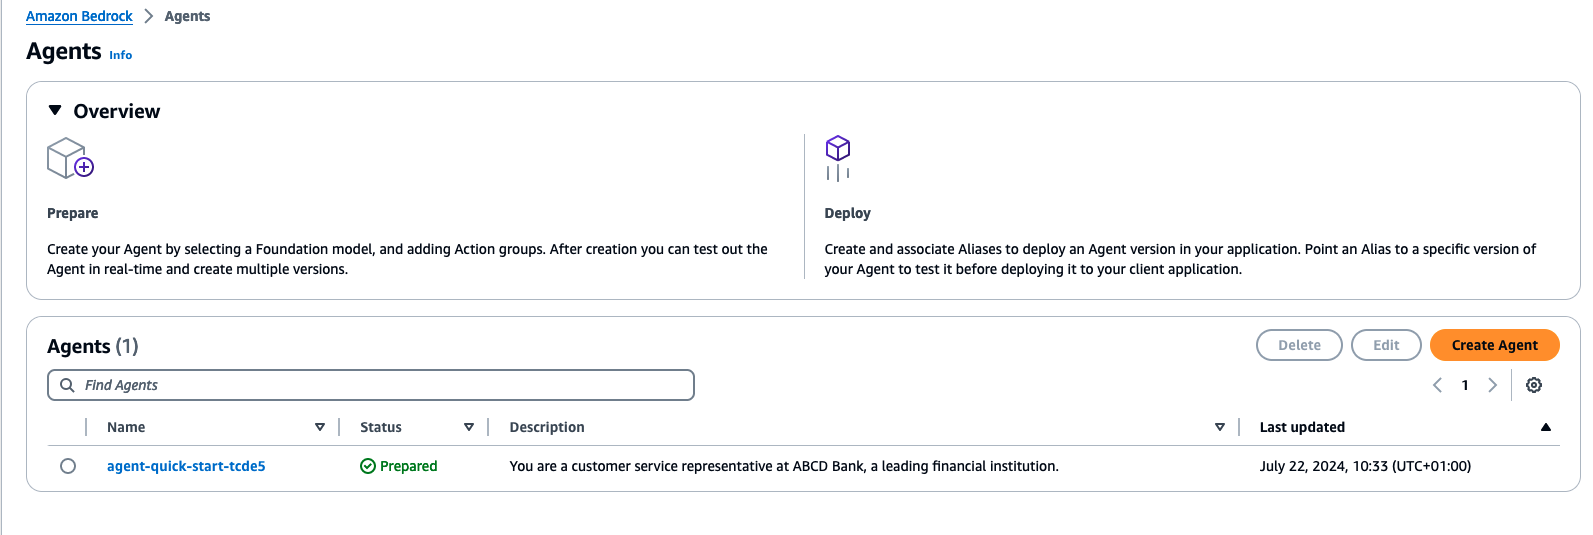 Amazon Bedrock > Agents
Agents Info
Overview
Prepare
Create your Agent by selecting a Foundation model, and adding Action groups. After creation you can test out the
Agent in real-time and create multiple versions.
Deploy
Create and associate Aliases to deploy an Agent version in your application. Point an Alias to a specific version of
your Agent to test it before deploying it to your client application.
Agents (1)
Delete Edit Create Agent
Find Agents
1
Name Status Description Last updated
agent-quick-start-tcde5 Prepared You are a customer service representative at ABCD Bank, a leading financial institution. July 22, 2024, 10:33 (UTC+01:00)